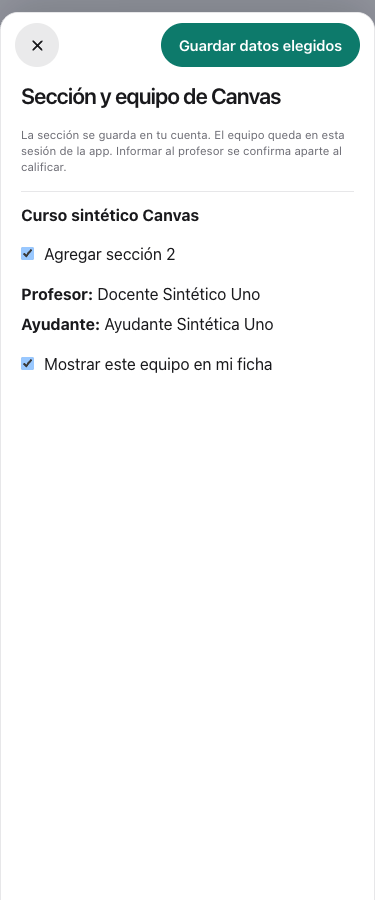 Guardar datos elegidos
Sección y equipo de Canvas
La sección se guarda en tu cuenta. El equipo queda en esta
sesión de la app. Informar al profesor se confirma aparte al
calificar.
Curso sintético Canvas
Agregar sección 2
Profesor: Docente Sintético Uno
Ayudante: Ayudante Sintética Uno
Mostrar este equipo en mi ficha